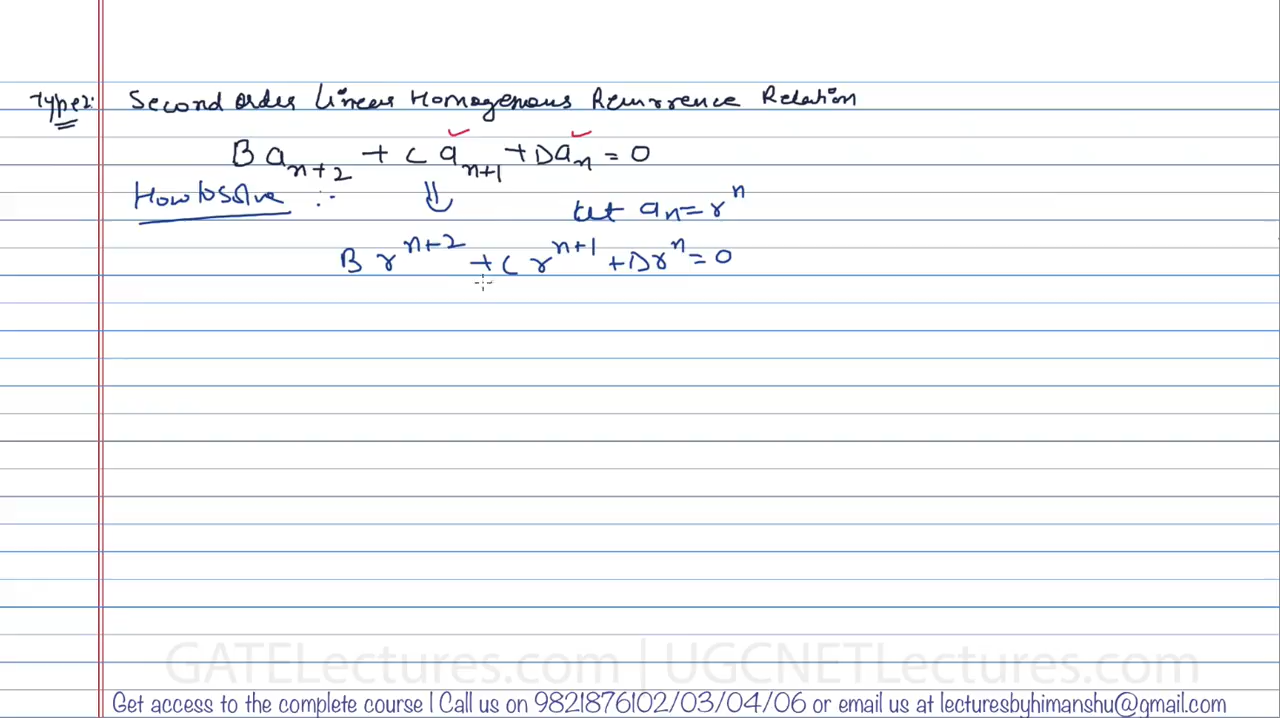 Type2: Second order Linear Homogenous Recurrence Relation
B a_{n+2} + C a_{n+1} + D a_n = 0
How to Solve :-
Let a_n = r^n
B r^{n+2} + C r^{n+1} + D r^n = 0
GATELectures.com | UGCNETLectures.com
Get access to the complete course | Call us on 9821876102/03/04/06 or email us at lecturesbyhimanshu@gmail.com